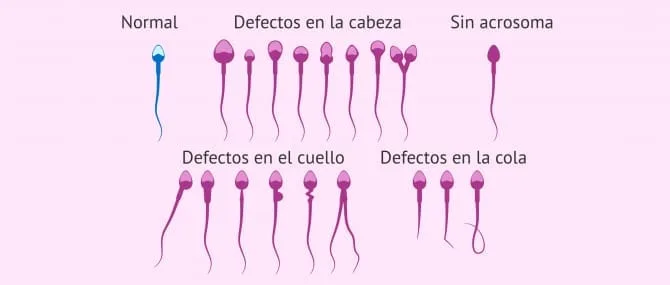 Normal
Defectos en la cabeza
Sin acrosoma
Defectos en el cuello
Defectos en la cola